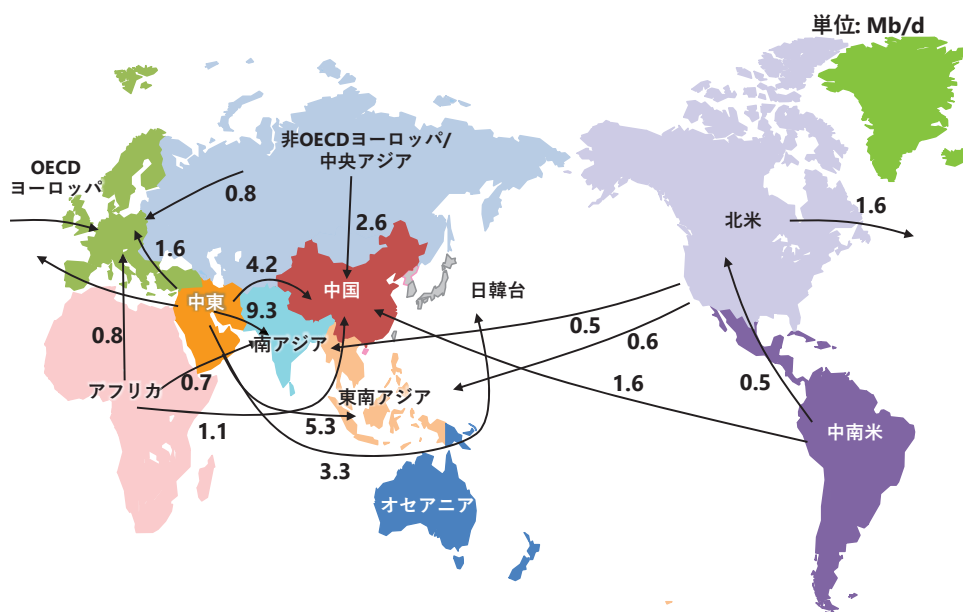 単位: Mb/d
非OECDヨーロッパ/
中央アジア
OECD
ヨーロッパ
0.8
2.6
北米
1.6
1.6
4.2
中国
日韓台
中東
9.3
南アジア
0.5
0.6
0.8
0.7
アフリカ
東南アジア
1.6
0.5
1.1
5.3
中南米
3.3
オセアニア